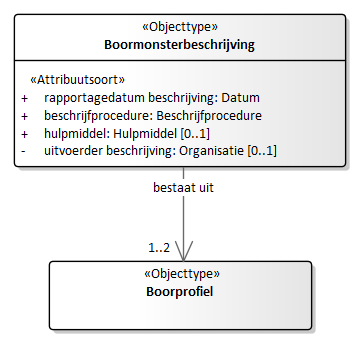 «Objecttype»
Boormonsterbeschrijving
«Attribuutsoort»
+ rapportagedatum beschrijving: Datum
+ beschrijfprocedure: Beschrijfprocedure
+ hulpmiddel: Hulpmiddel [0..1]
- uitvoerder beschrijving: Organisatie [0..1]
bestaat uit
1..2
«Objecttype»
Boorprofiel